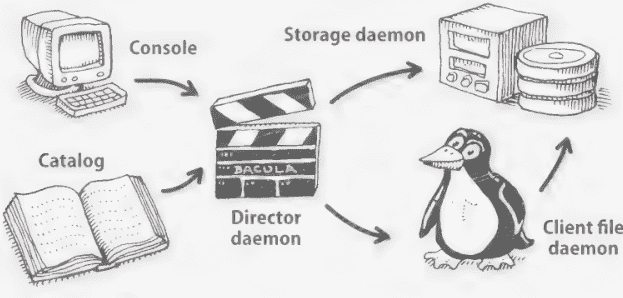 Console
Storage daemon
Catalog
BACULA
Director
daemon
Client file
daemon